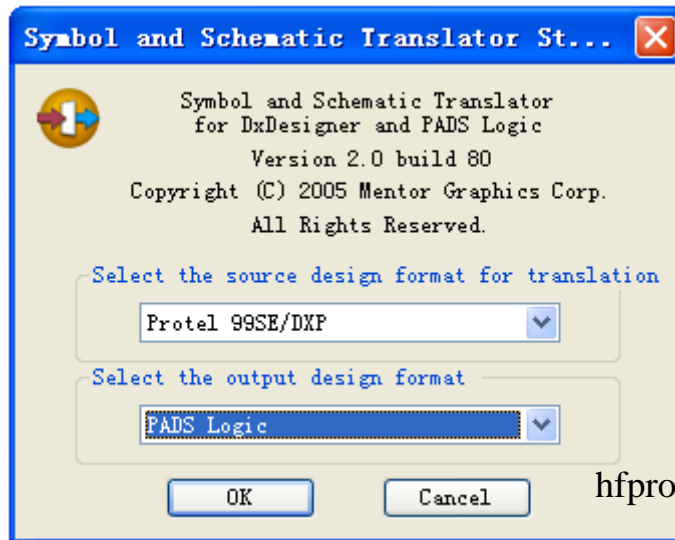 Symbol and Schematic Translator St...
Symbol and Schematic Translator
for DxDesigner and PADS Logic
Version 2.0 build 80
Copyright (C) 2005 Mentor Graphics Corp.
All Rights Reserved.
Select the source design format for translation
Protel 99SE/DXP
Select the output design format
PADS Logic
OK Cancel
hfpro